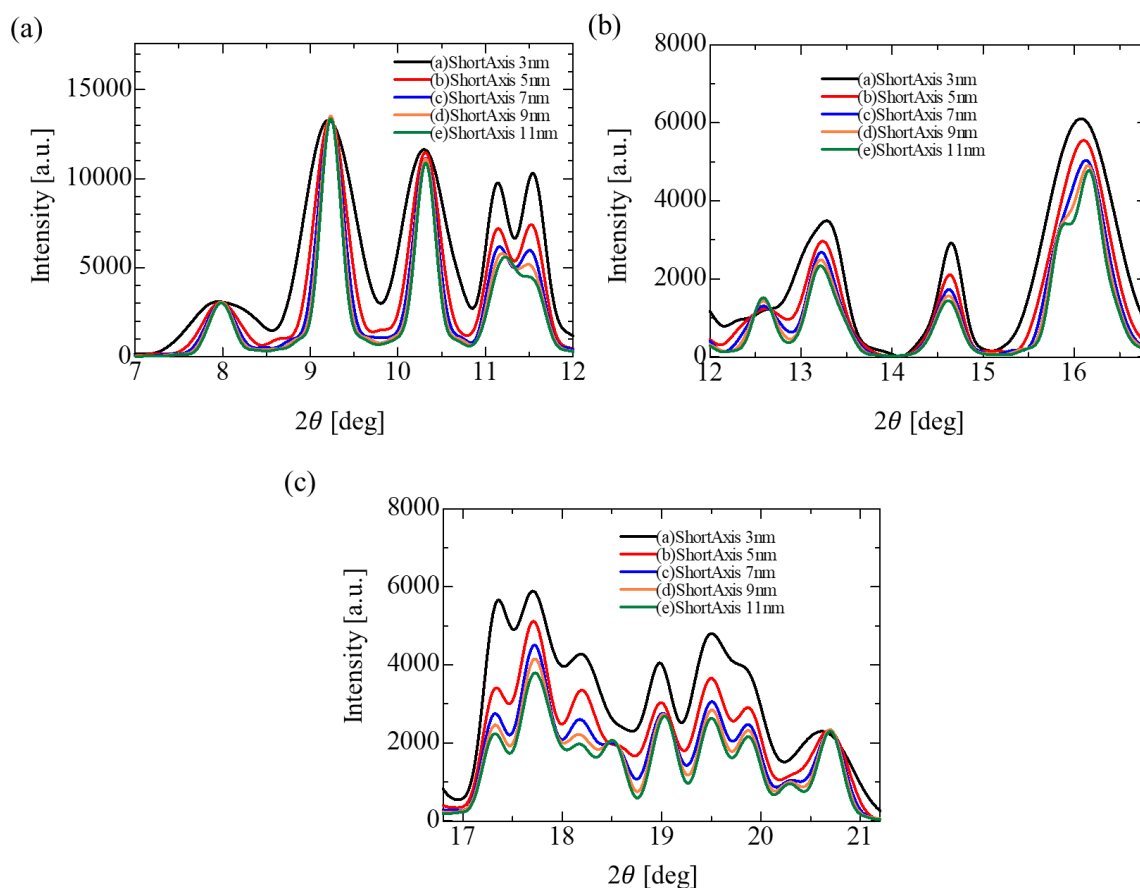 (a)
15000
10000
5000
0
Intensity [a.u.]
(a)ShortAxis 3nm
(b)ShortAxis 5nm
(c)ShortAxis 7nm
(d)ShortAxis 9nm
(e)ShortAxis 11nm
7 8 9 10 11 12
2θ [deg]
(b)
8000
6000
4000
2000
0
Intensity [a.u.]
(a)ShortAxis 3nm
(b)ShortAxis 5nm
(c)ShortAxis 7nm
(d)ShortAxis 9nm
(e)ShortAxis 11nm
12 13 14 15 16
2θ [deg]
(c)
8000
6000
4000
2000
0
Intensity [a.u.]
(a)ShortAxis 3nm
(b)ShortAxis 5nm
(c)ShortAxis 7nm
(d)ShortAxis 9nm
(e)ShortAxis 11nm
17 18 19 20 21
2θ [deg]